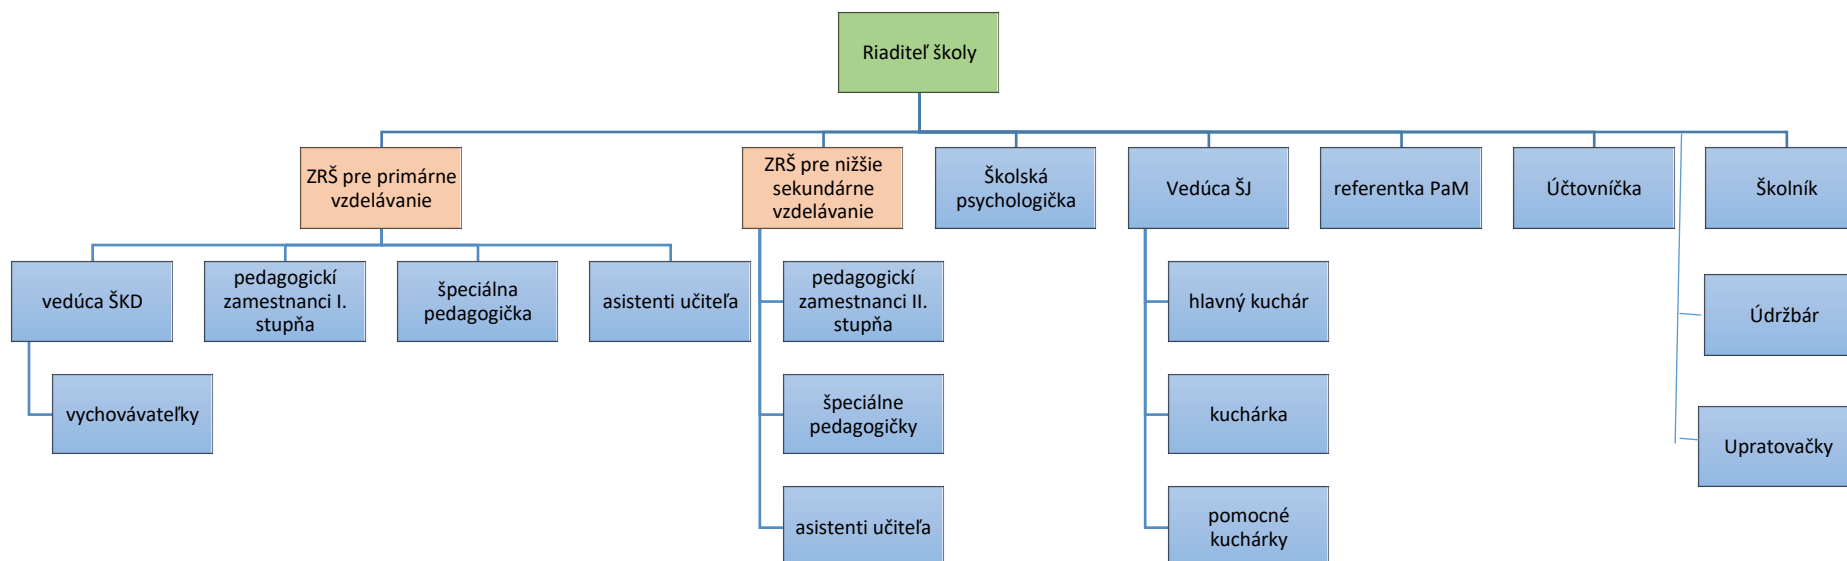 Riaditeľ školy
ZRŠ pre primárne
vzdelávanie
ZRŠ pre nižšie
sekundárne
vzdelávanie
Školská
psychologička
Vedúca ŠJ
referentka PaM
Účtovníčka
Školník
vedúca ŠKD
pedagogickí
zamestnanci I.
stupňa
špeciálna
pedagogička
asistenti učiteľa
pedagogickí
zamestnanci II.
stupňa
hlavný kuchár
Údržbár
vychovávateľky
špeciálne
pedagogičky
kuchárka
Upratovačky
asistenti učiteľa
pomocné
kuchárky